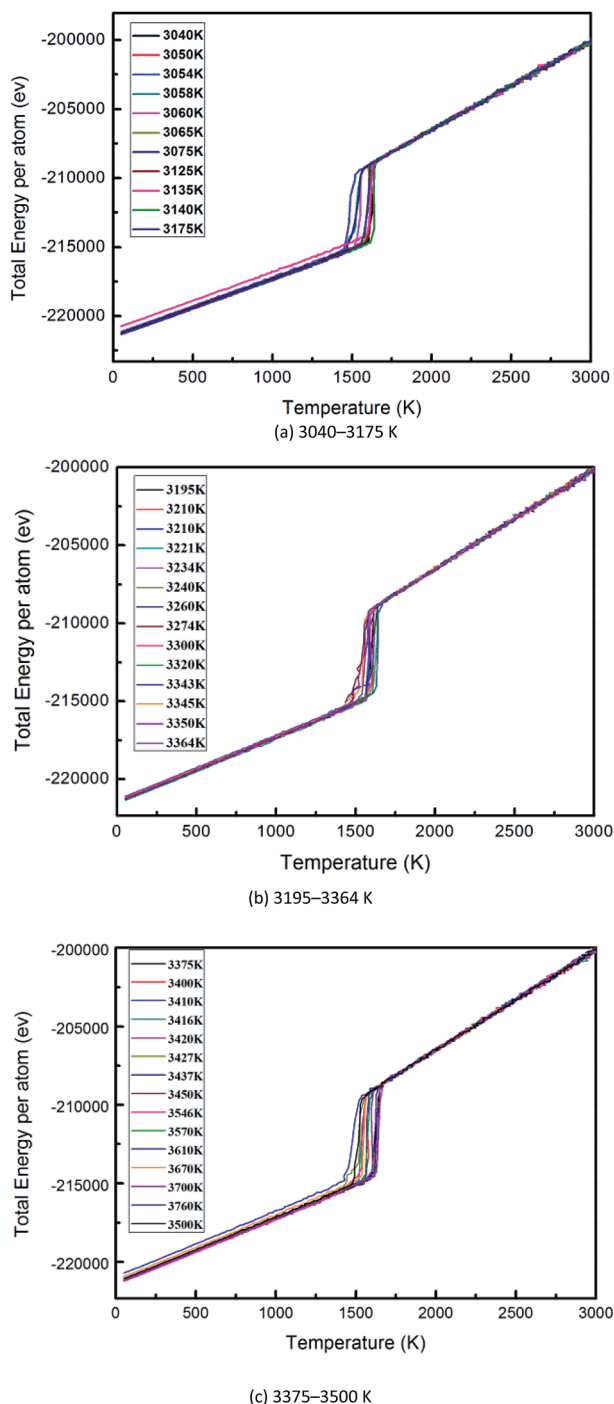 -200000
-205000
-210000
-215000
-220000
Total Energy per atom (ev)
3040K
3050K
3054K
3058K
3060K
3065K
3075K
3125K
3135K
3140K
3175K
0 500 1000 1500 2000 2500 3000
Temperature (K)
(a) 3040–3175 K
-200000
-205000
-210000
-215000
-220000
Total Energy per atom (ev)
3195K
3210K
3210K
3221K
3234K
3240K
3260K
3274K
3300K
3320K
3343K
3345K
3350K
3364K
0 500 1000 1500 2000 2500 3000
Temperature (K)
(b) 3195–3364 K
-200000
-205000
-210000
-215000
-220000
Total Energy per atom (ev)
3375K
3400K
3410K
3416K
3420K
3427K
3437K
3450K
3546K
3570K
3610K
3670K
3700K
3760K
3500K
0 500 1000 1500 2000 2500 3000
Temperature (K)
(c) 3375–3500 K